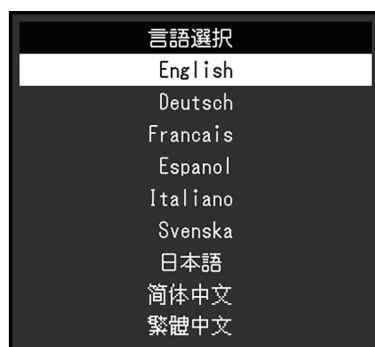 言語選択
English
Deutsch
Francais
Espanol
Italiano
Svenska
日本語
简体中文
繁體中文